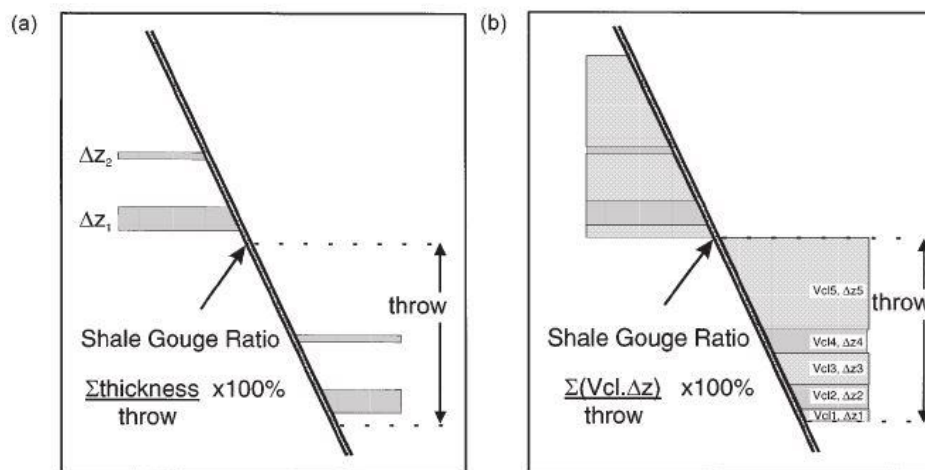 (a)
Δz₂
Δz₁
throw
Shale Gouge Ratio
Σthickness x100%
throw
(b)
Vcl5, Δz5
throw
Vcl4, Δz4
Shale Gouge Ratio
Vcl3, Δz3
Σ(Vcl.Δz) x100%
Vcl2, Δz2
throw
Vcl1, Δz1